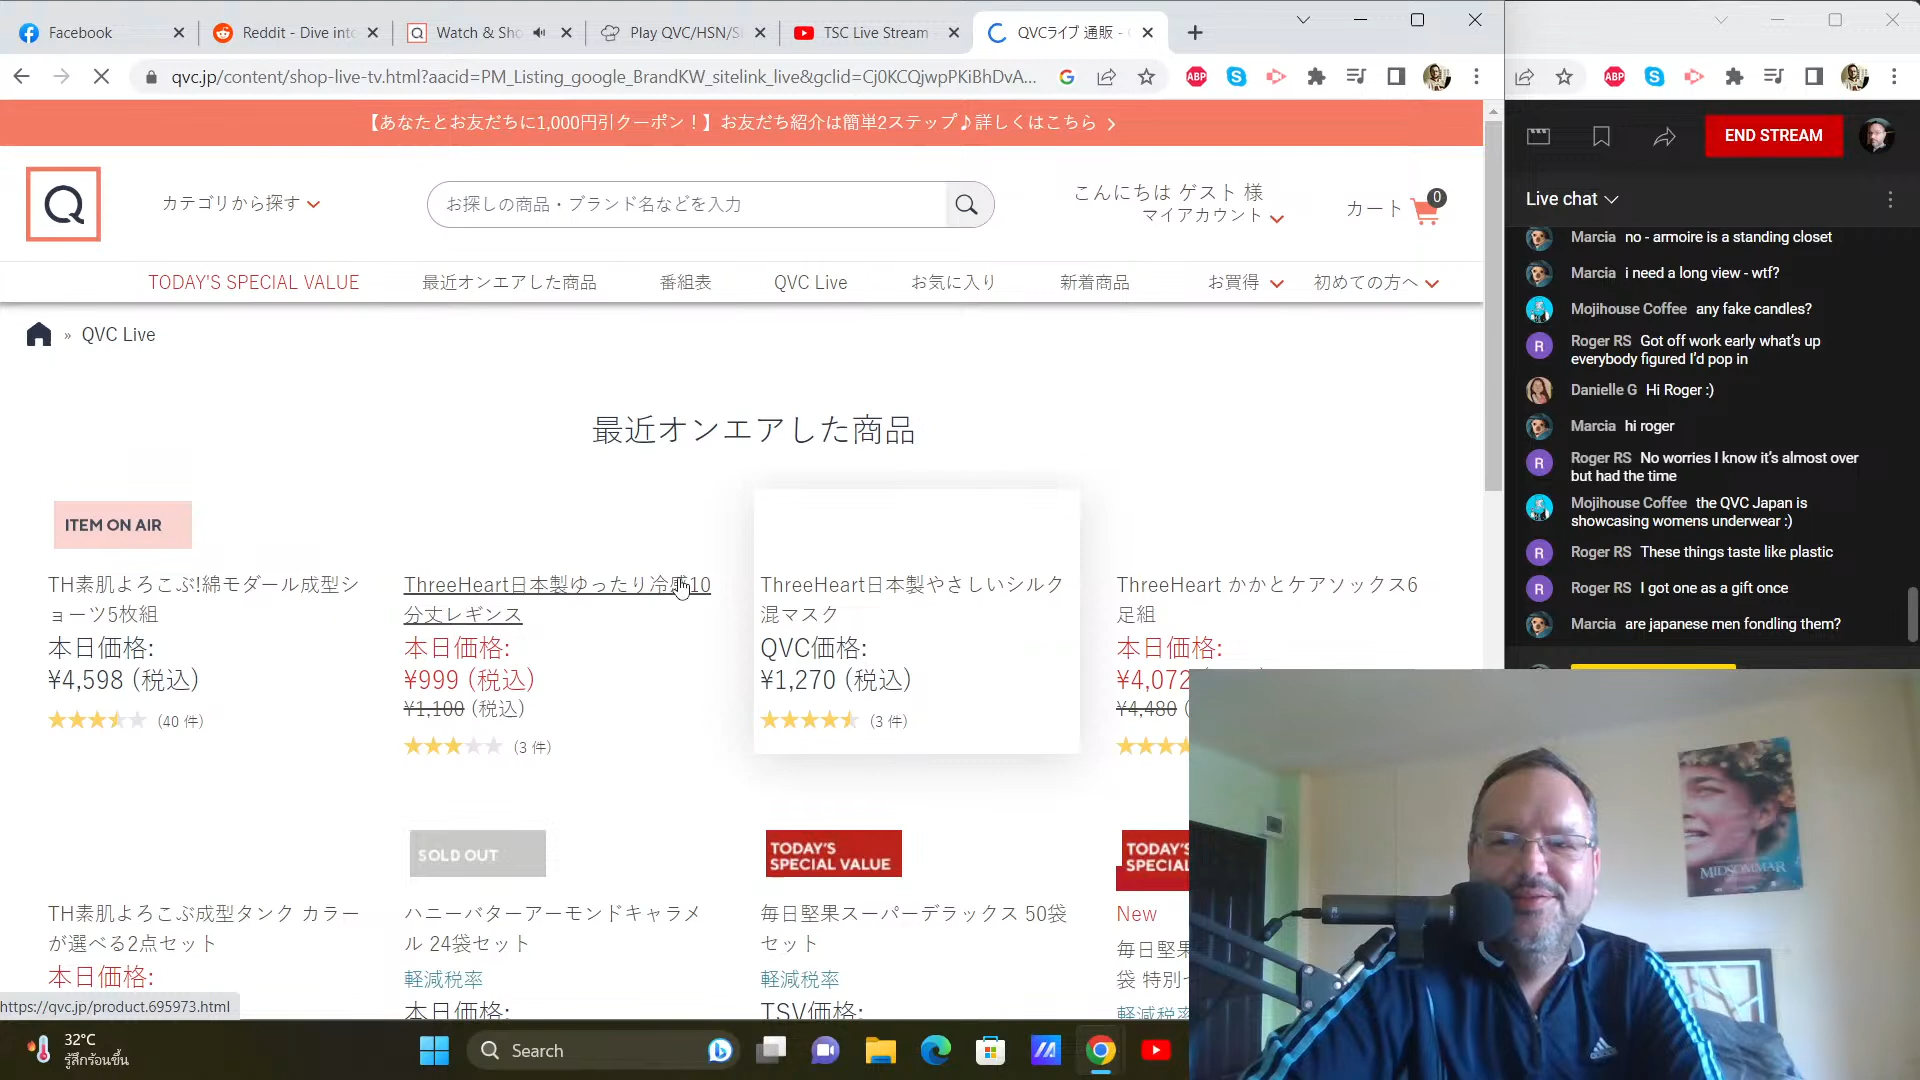 Facebook
Reddit - Dive into
Watch & Sho
Play QVC/HSN/S
TSC Live Stream
QVCライブ 通販 -
qvc.jp/content/shop-live-tv.html?aacid=PM_Listing_google_BrandKW_sitelink_live&gclid=Cj0KCQjwpPKiBhDvA...
ABP
ABP
【あなたとお友だちに1,000円引クーポン！】お友だち紹介は簡単2ステップ♪詳しくはこちら
END STREAM
Q
カテゴリから探す
お探しの商品・ブランド名などを入力
こんにちは ゲスト 様
マイアカウント
カート
0
TODAY'S SPECIAL VALUE
最近オンエアした商品
番組表
QVC Live
お気に入り
新着商品
お買得
初めての方へ
» QVC Live
最近オンエアした商品
ITEM ON AIR
TH素肌よろこぶ!綿モダール成型シ
ョーツ5枚組
本日価格:
¥4,598 (税込)
(40 件)
ThreeHeart日本製ゆったり冷感10
分丈レギンス
本日価格:
¥999 (税込)
¥1,100 (税込)
(3 件)
ThreeHeart日本製やさしいシルク
混マスク
QVC価格:
¥1,270 (税込)
(3 件)
ThreeHeart かかとケアソックス6
足組
本日価格:
¥4,072
¥4,480 (
TH素肌よろこぶ成型タンク カラー
が選べる2点セット
本日価格:
SOLD OUT
ハニーバターアーモンドキャラメ
ル 24袋セット
軽減税率
本日価格:
TODAY'S
SPECIAL VALUE
毎日堅果スーパーデラックス 50袋
セット
軽減税率
TSV価格:
TODAY'S
SPECIAL
New
毎日堅果
袋 特別
軽減税率
https://qvc.jp/product.695973.html
Live chat
Marcia no - armoire is a standing closet
Marcia i need a long view - wtf?
Mojihouse Coffee any fake candles?
Roger RS Got off work early what's up
everybody figured I'd pop in
Danielle G Hi Roger :)
Marcia hi roger
Roger RS No worries I know it's almost over
but had the time
Mojihouse Coffee the QVC Japan is
showcasing womens underwear :)
Roger RS These things taste like plastic
Roger RS I got one as a gift once
Marcia are japanese men fondling them?
MIDSOMMAR
32°C
รู้สึกร้อนขึ้น
Search